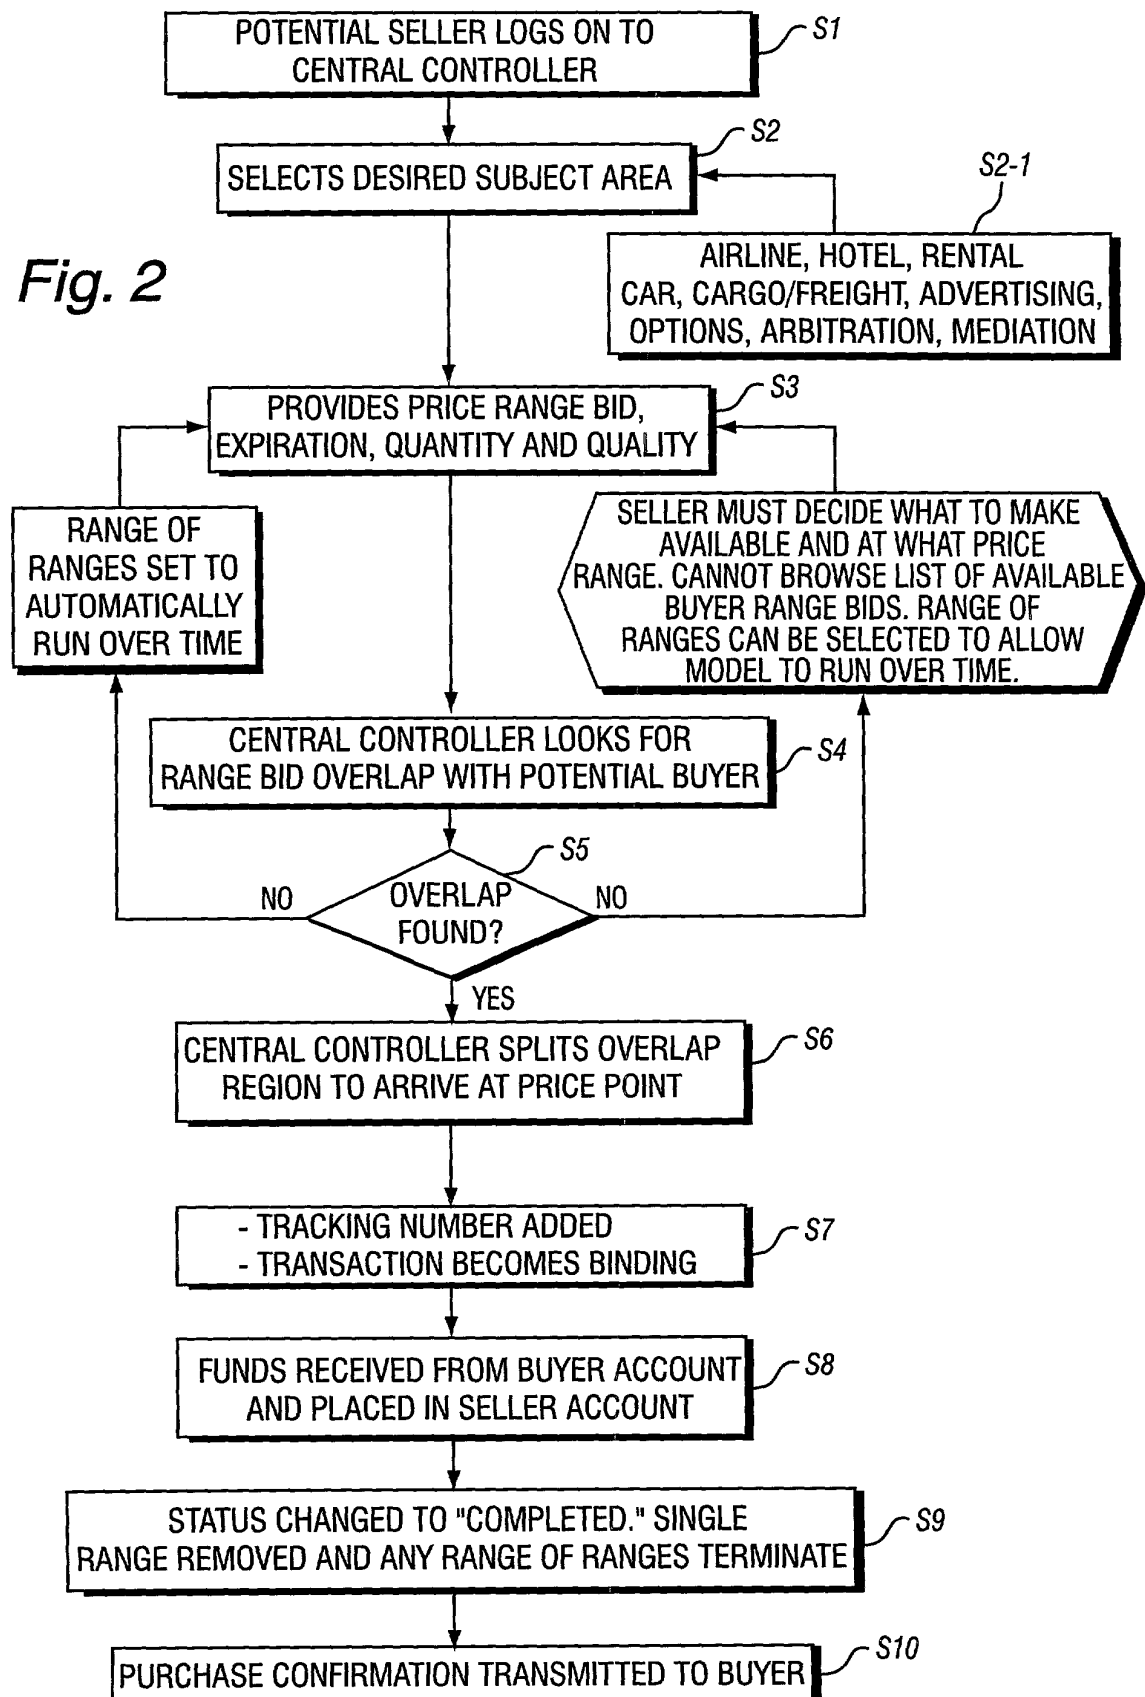 POTENTIAL SELLER LOGS ON TO
CENTRAL CONTROLLER
S1
S2
SELECTS DESIRED SUBJECT AREA
S2-1
AIRLINE, HOTEL, RENTAL
CAR, CARGO/FREIGHT, ADVERTISING,
OPTIONS, ARBITRATION, MEDIATION
Fig. 2
S3
PROVIDES PRICE RANGE BID,
EXPIRATION, QUANTITY AND QUALITY
RANGE OF
RANGES SET TO
AUTOMATICALLY
RUN OVER TIME
SELLER MUST DECIDE WHAT TO MAKE
AVAILABLE AND AT WHAT PRICE
RANGE. CANNOT BROWSE LIST OF AVAILABLE
BUYER RANGE BIDS. RANGE OF
RANGES CAN BE SELECTED TO ALLOW
MODEL TO RUN OVER TIME.
CENTRAL CONTROLLER LOOKS FOR
RANGE BID OVERLAP WITH POTENTIAL BUYER
S4
S5
NO
OVERLAP
FOUND?
NO
YES
CENTRAL CONTROLLER SPLITS OVERLAP
REGION TO ARRIVE AT PRICE POINT
S6
- TRACKING NUMBER ADDED
- TRANSACTION BECOMES BINDING
S7
FUNDS RECEIVED FROM BUYER ACCOUNT
AND PLACED IN SELLER ACCOUNT
S8
STATUS CHANGED TO "COMPLETED." SINGLE
RANGE REMOVED AND ANY RANGE OF RANGES TERMINATE
S9
PURCHASE CONFIRMATION TRANSMITTED TO BUYER
S10